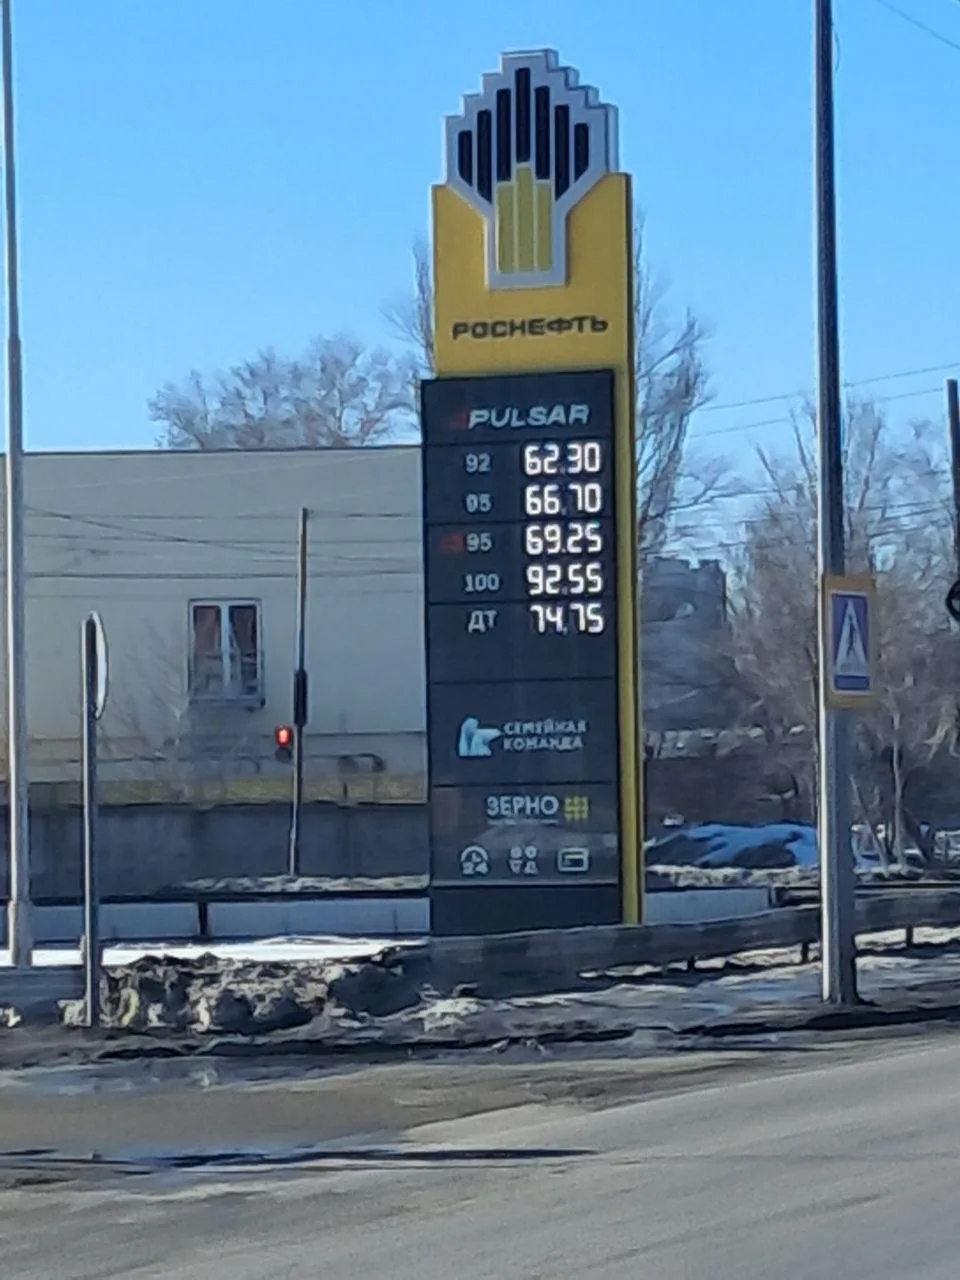 РОСНЕФТЬ
PULSAR
92 62.30
95 66.70
95 69.25
100 92.55
ДТ 74.75
СЕМЕЙНАЯ
КОМАНДА
ЗЕРНО
24